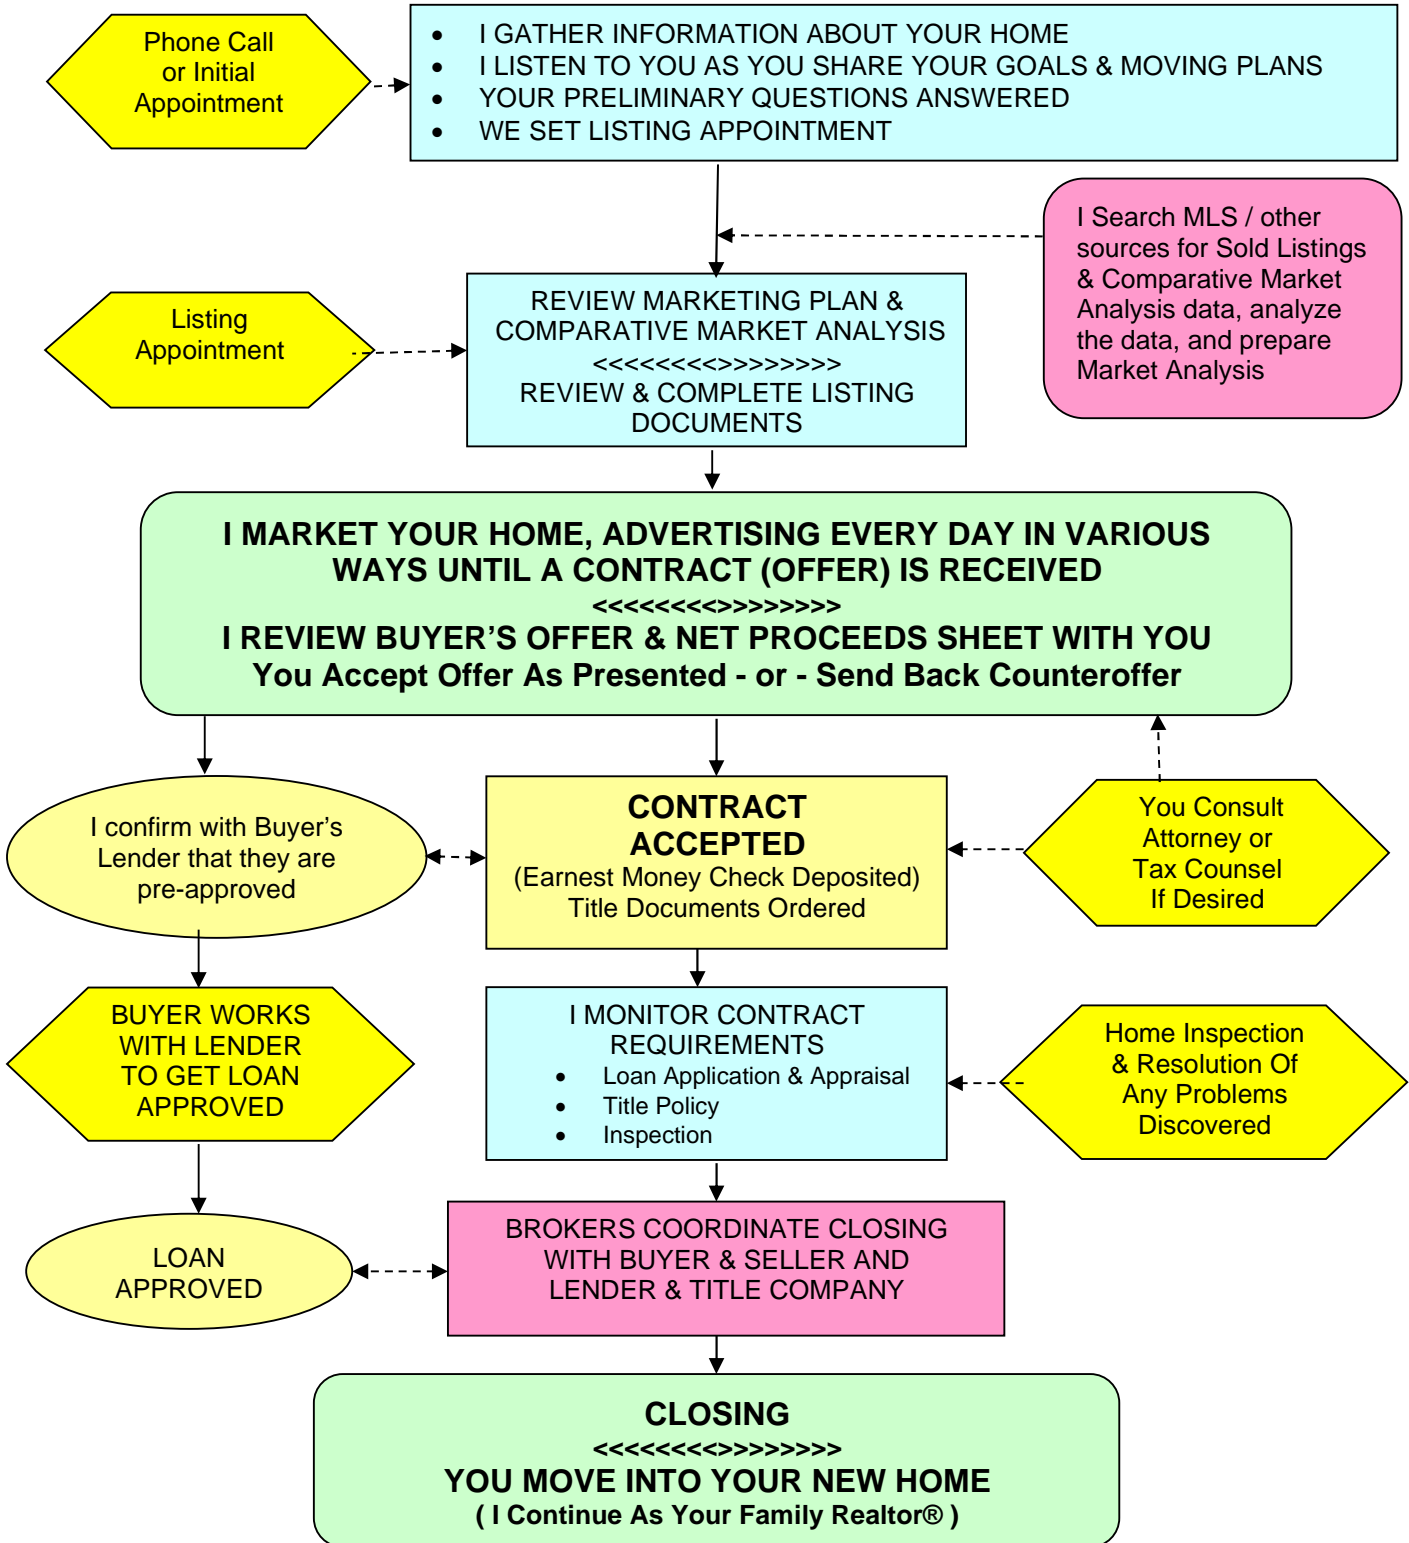 Phone Call
or Initial
Appointment
• I GATHER INFORMATION ABOUT YOUR HOME
• I LISTEN TO YOU AS YOU SHARE YOUR GOALS & MOVING PLANS
• YOUR PRELIMINARY QUESTIONS ANSWERED
• WE SET LISTING APPOINTMENT
I Search MLS / other
sources for Sold Listings
& Comparative Market
Analysis data, analyze
the data, and prepare
Market Analysis
Listing
Appointment
REVIEW MARKETING PLAN &
COMPARATIVE MARKET ANALYSIS
<<<<<<<<>>>>>>>>
REVIEW & COMPLETE LISTING
DOCUMENTS
I MARKET YOUR HOME, ADVERTISING EVERY DAY IN VARIOUS
WAYS UNTIL A CONTRACT (OFFER) IS RECEIVED
<<<<<<<<>>>>>>>>
I REVIEW BUYER’S OFFER & NET PROCEEDS SHEET WITH YOU
You Accept Offer As Presented - or - Send Back Counteroffer
I confirm with Buyer’s
Lender that they are
pre-approved
CONTRACT
ACCEPTED
(Earnest Money Check Deposited)
Title Documents Ordered
You Consult
Attorney or
Tax Counsel
If Desired
BUYER WORKS
WITH LENDER
TO GET LOAN
APPROVED
I MONITOR CONTRACT
REQUIREMENTS
• Loan Application & Appraisal
• Title Policy
• Inspection
Home Inspection
& Resolution Of
Any Problems
Discovered
LOAN
APPROVED
BROKERS COORDINATE CLOSING
WITH BUYER & SELLER AND
LENDER & TITLE COMPANY
CLOSING
<<<<<<<<>>>>>>>>
YOU MOVE INTO YOUR NEW HOME
( I Continue As Your Family Realtor® )